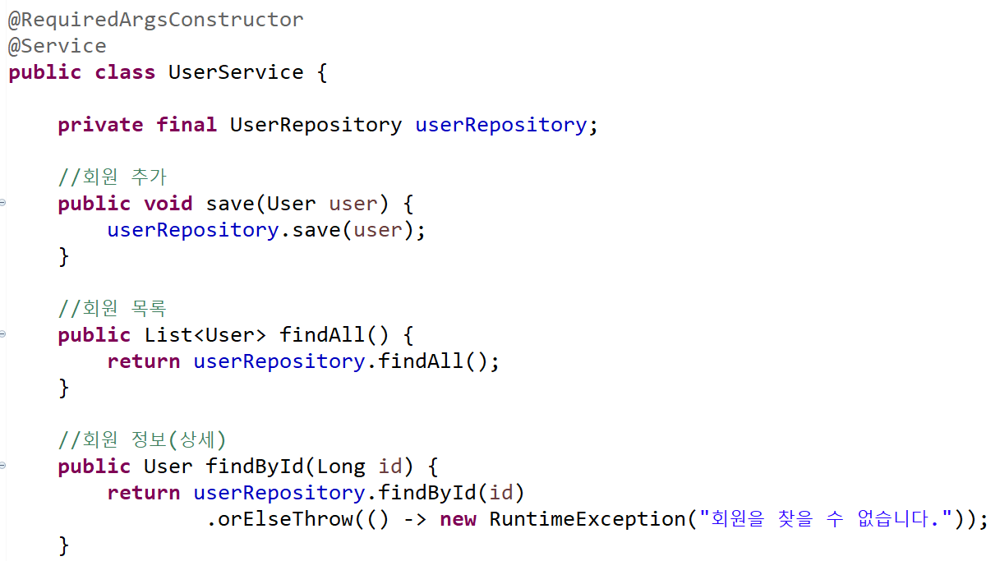 @RequiredArgsConstructor
@Service
public class UserService {
private final UserRepository userRepository;
//회원 추가
public void save(User user) {
userRepository.save(user);
}
//회원 목록
public List<User> findAll() {
return userRepository.findAll();
}
//회원 정보(상세)
public User findById(Long id) {
return userRepository.findById(id)
.orElseThrow(() -> new RuntimeException("회원을 찾을 수 없습니다."));
}